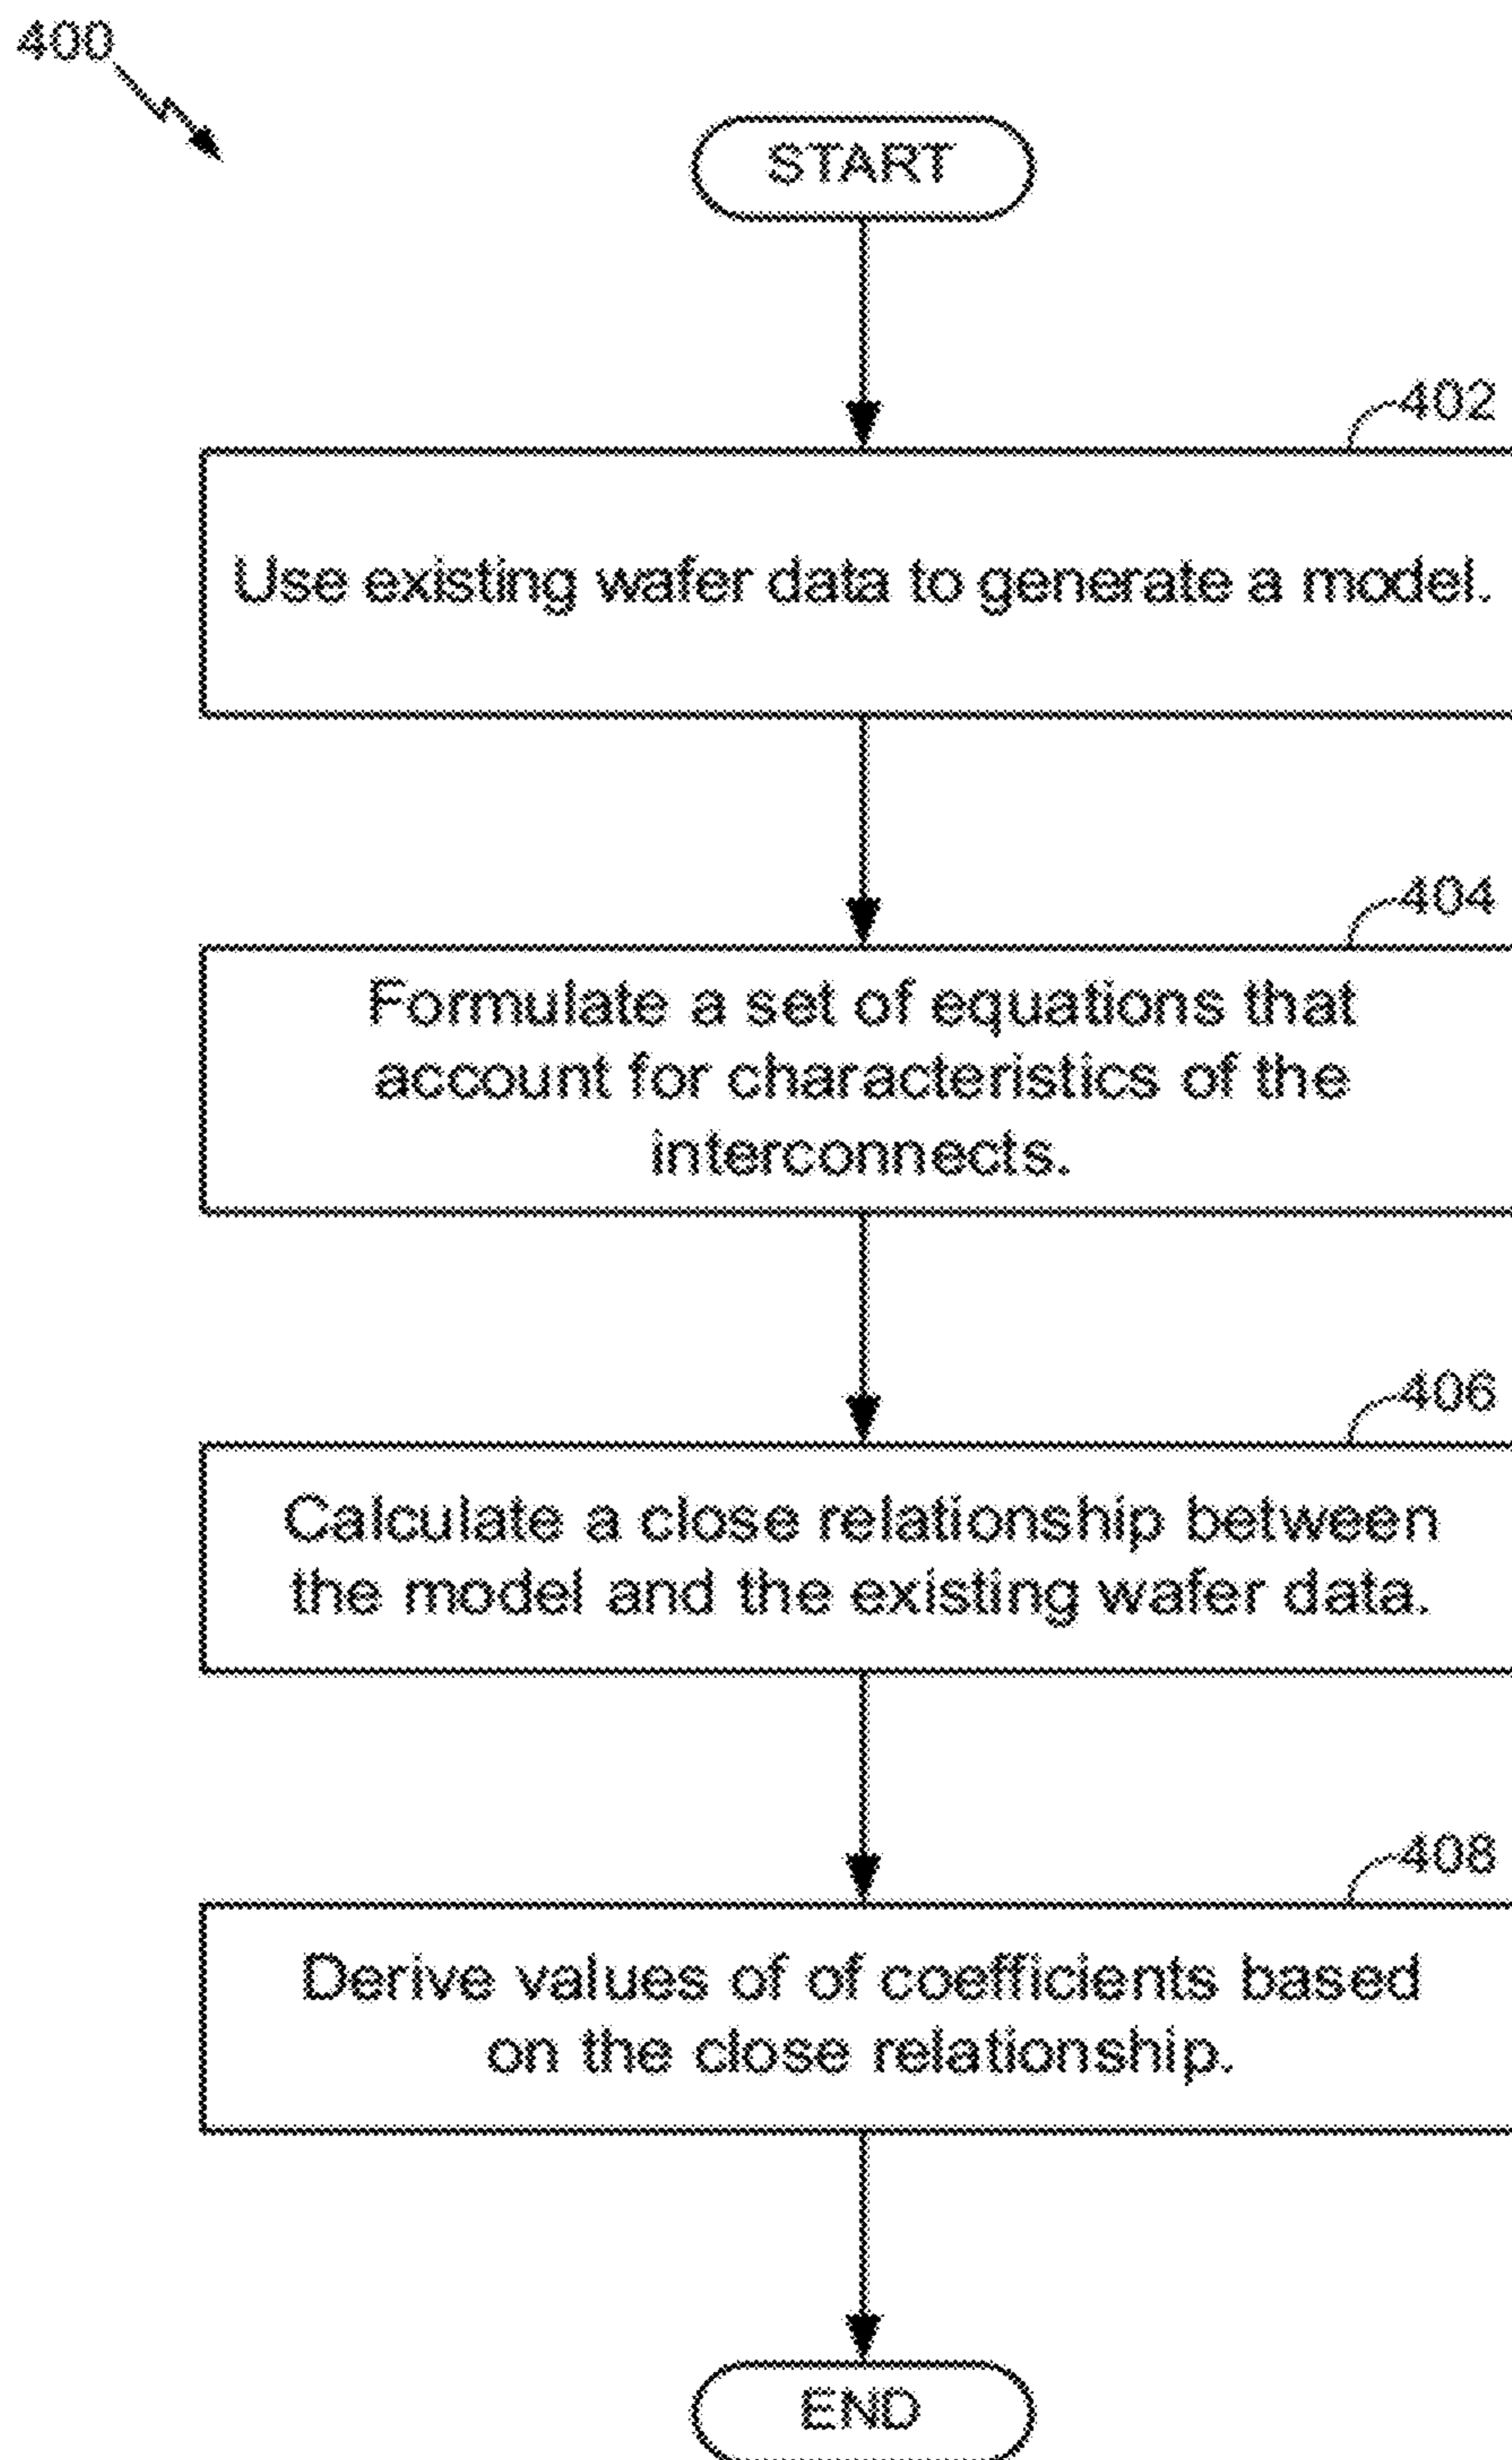 400
START
402
Use existing wafer data to generate a model.
404
Formulate a set of equations that
account for characteristics of the
interconnects.
406
Calculate a close relationship between
the model and the existing wafer data.
408
Derive values of of coefficients based
on the close relationship.
END